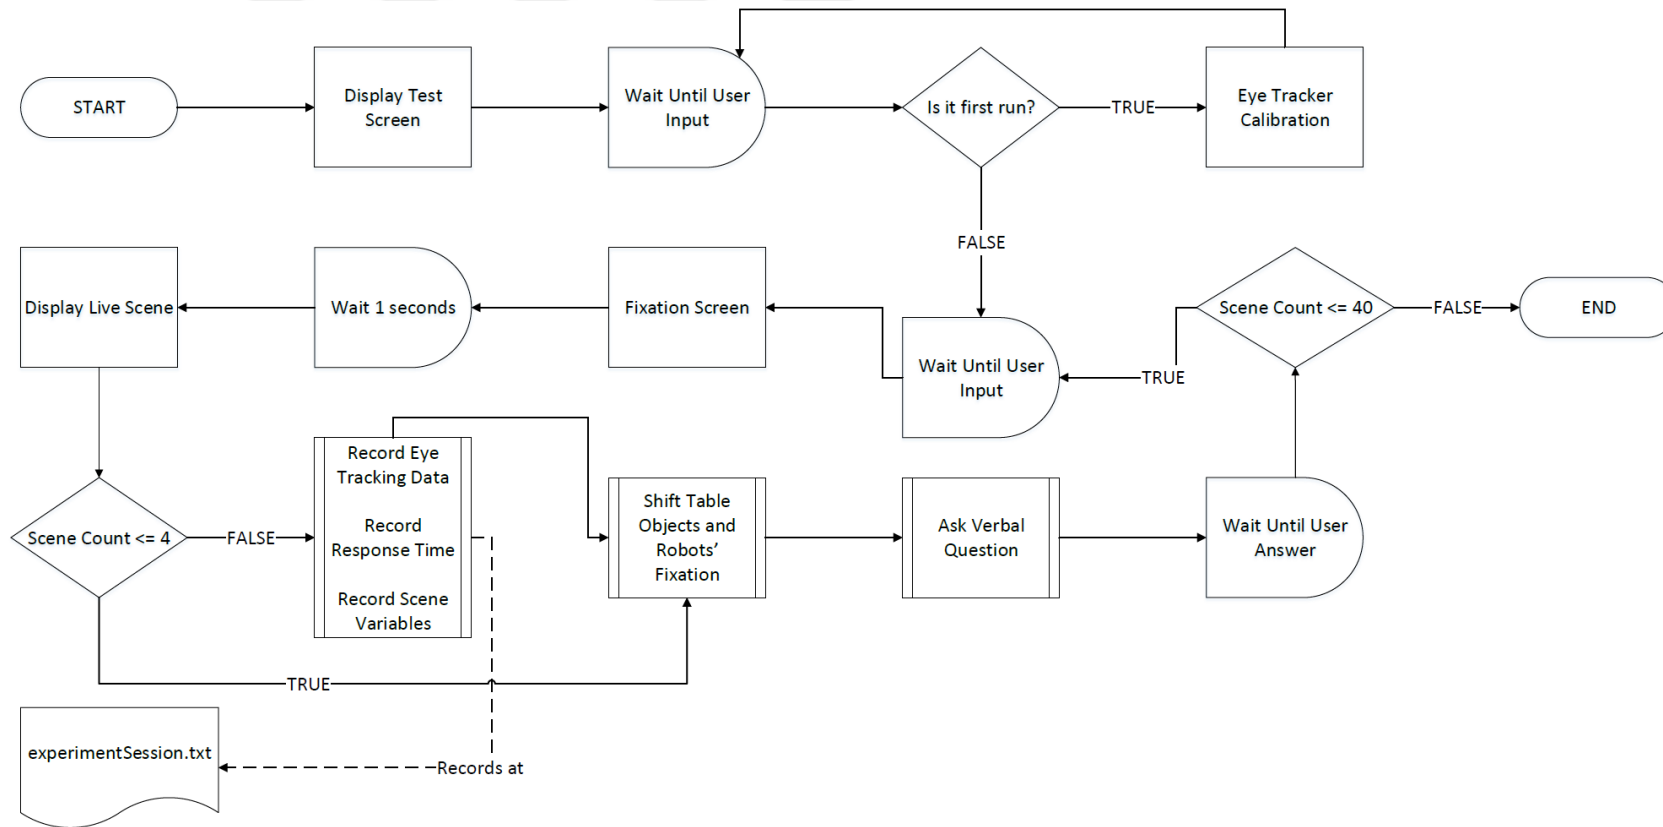 START
Display Test
Screen
Wait Until User
Input
Is it first run?
TRUE
Eye Tracker
Calibration
FALSE
Display Live Scene
Wait 1 seconds
Fixation Screen
Wait Until User
Input
TRUE
Scene Count <= 40
FALSE
END
Scene Count <= 4
FALSE
Record Eye
Tracking Data
Record
Response Time
Record Scene
Variables
Shift Table
Objects and
Robots’
Fixation
Ask Verbal
Question
Wait Until User
Answer
TRUE
experimentSession.txt
Records at